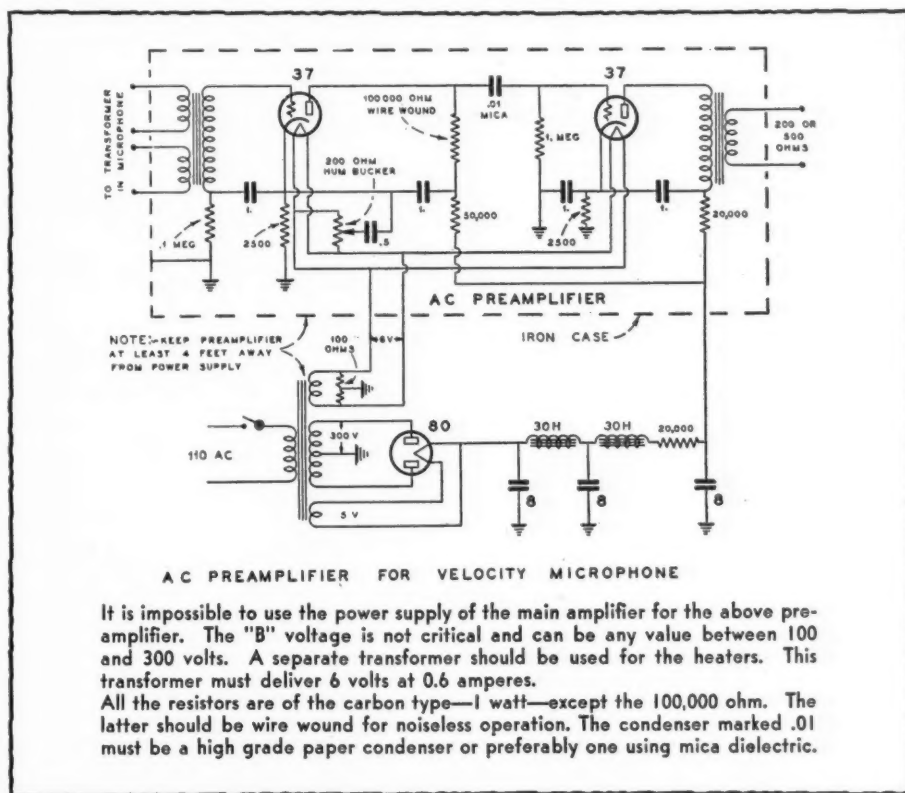 37
37
100 000 OHM
WIRE WOUND
.01
MICA
TO TRANSFORMER
IN MICROPHONE
200 OHM
HUM BUCKER
1. MEG
200 OR
500
OHMS
1.
1.
1.
1.
.1 MEG
2500
.5
50,000
2500
20,000
AC PREAMPLIFIER
NOTE:-KEEP PREAMPLIFIER
AT LEAST 4 FEET AWAY
FROM POWER SUPPLY
100
OHMS
6V
IRON CASE
110 AC
300 V
80
5 V
30H
30H
20,000
8
8
8
AC PREAMPLIFIER FOR VELOCITY MICROPHONE
It is impossible to use the power supply of the main amplifier for the above pre-
amplifier. The "B" voltage is not critical and can be any value between 100
and 300 volts. A separate transformer should be used for the heaters. This
transformer must deliver 6 volts at 0.6 amperes.
All the resistors are of the carbon type—1 watt—except the 100,000 ohm. The
latter should be wire wound for noiseless operation. The condenser marked .01
must be a high grade paper condenser or preferably one using mica dielectric.